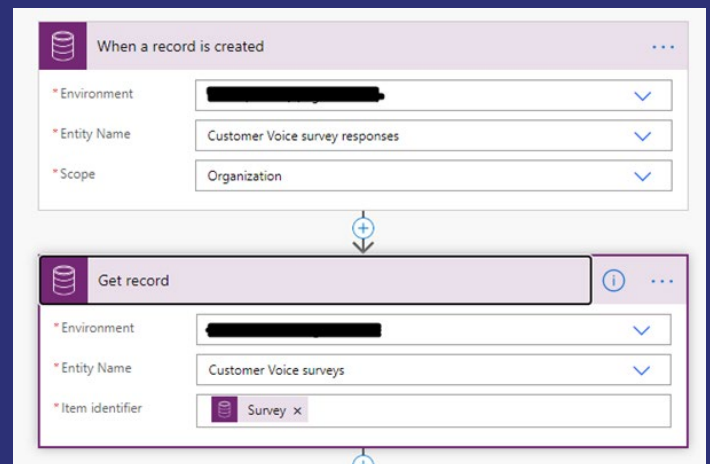 When a record is created
* Environment
* Entity Name Customer Voice survey responses
* Scope Organization
Get record
* Environment
* Entity Name Customer Voice surveys
* Item identifier Survey ×